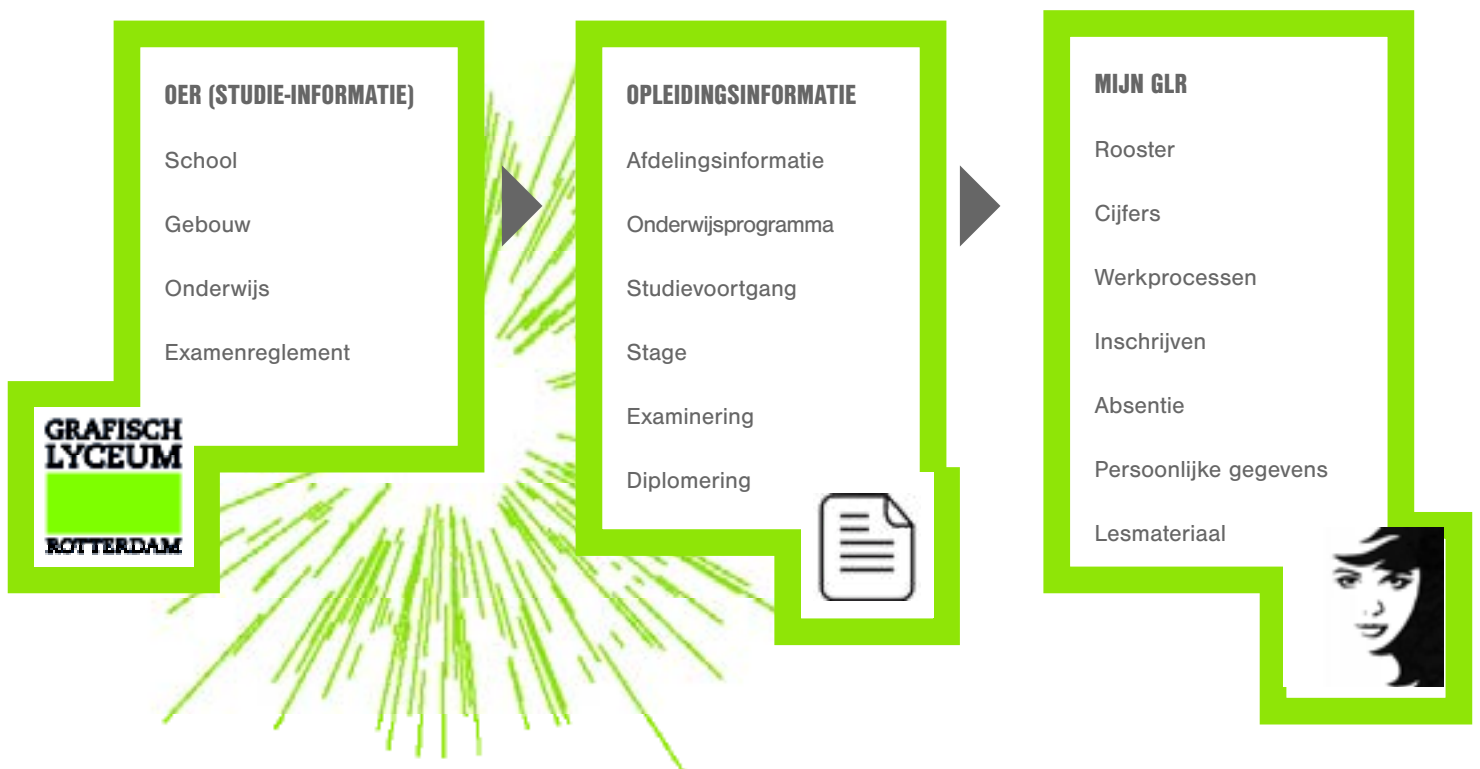 OER (STUDIE-INFORMATIE)
School
Gebouw
Onderwijs
Examenreglement
GRAFISCH
LYCEUM
ROTTERDAM
OPLEIDINGSINFORMATIE
Afdelingsinformatie
Onderwijsprogramma
Studievoortgang
Stage
Examinering
Diplomering
MIJN GLR
Rooster
Cijfers
Werkprocessen
Inschrijven
Absentie
Persoonlijke gegevens
Lesmateriaal